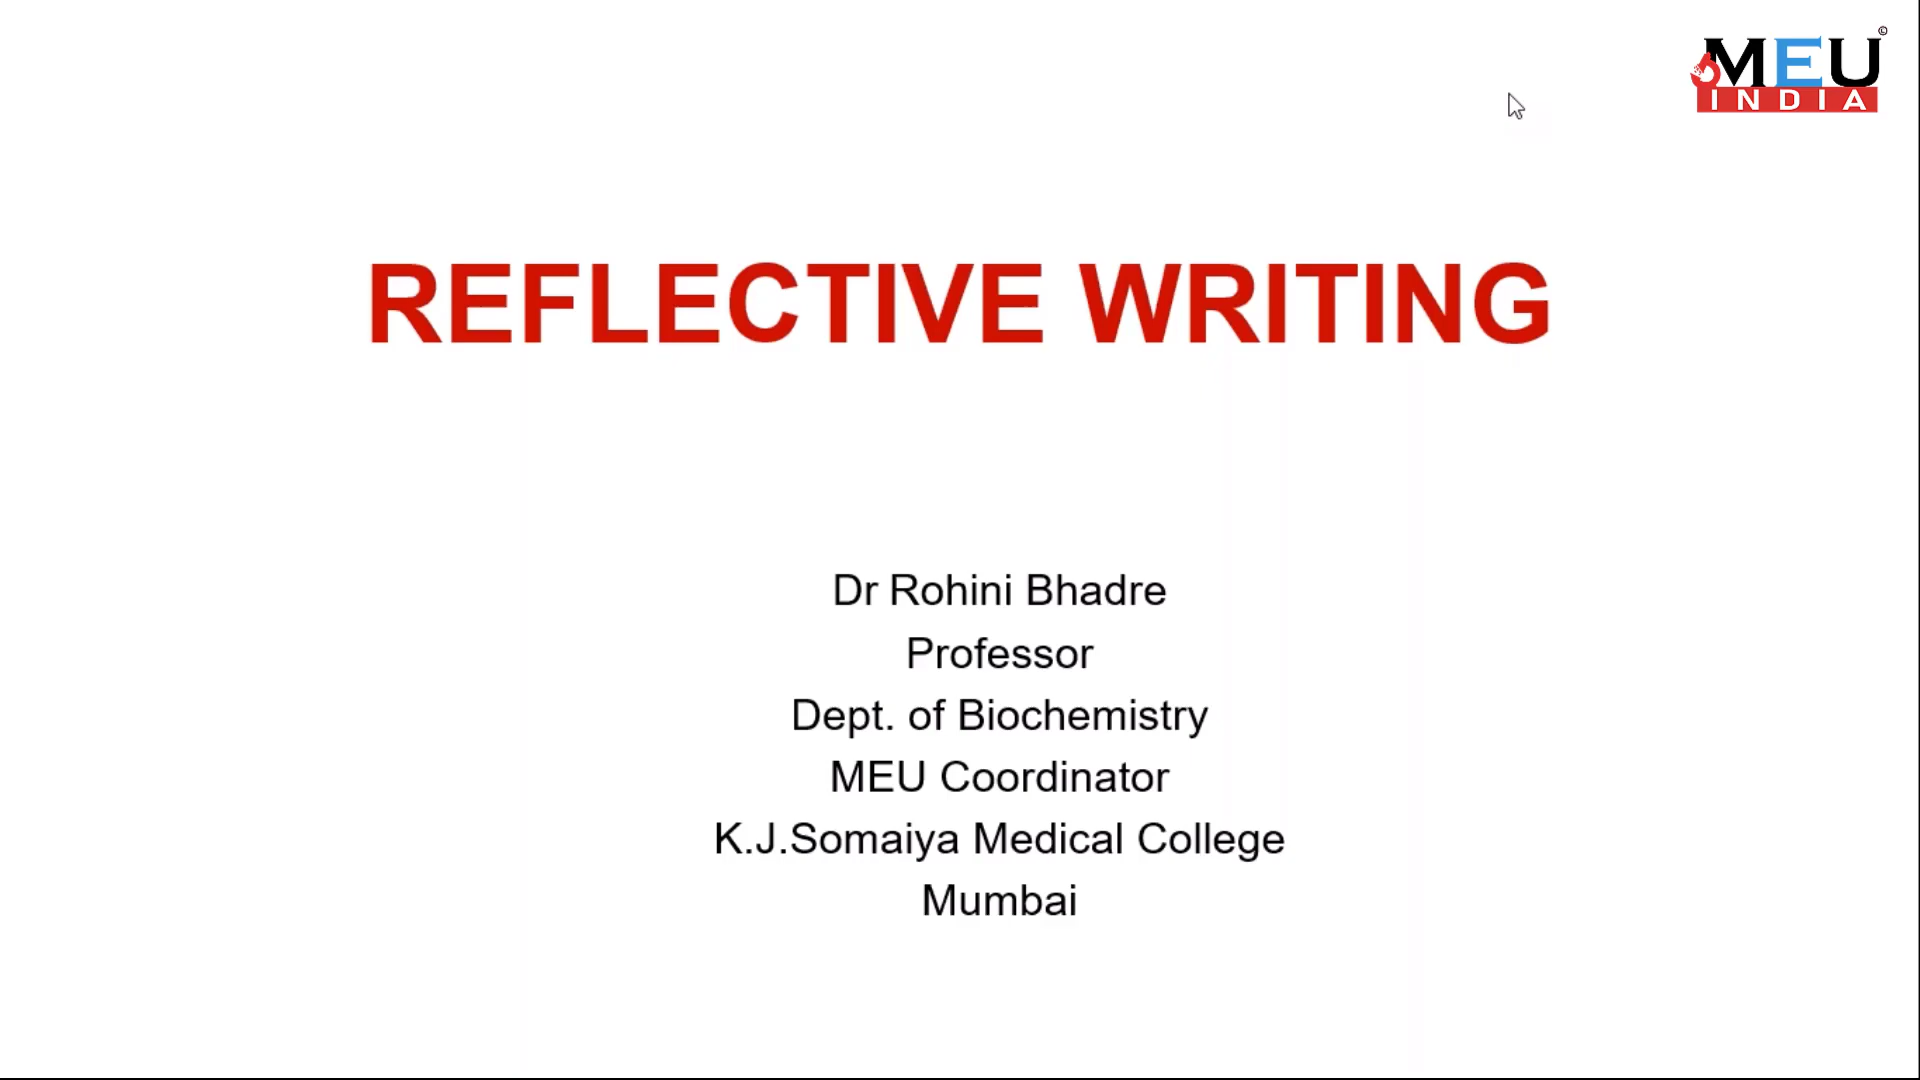 MEU ©
INDIA
REFLECTIVE WRITING
Dr Rohini Bhadre
Professor
Dept. of Biochemistry
MEU Coordinator
K.J.Somaiya Medical College
Mumbai